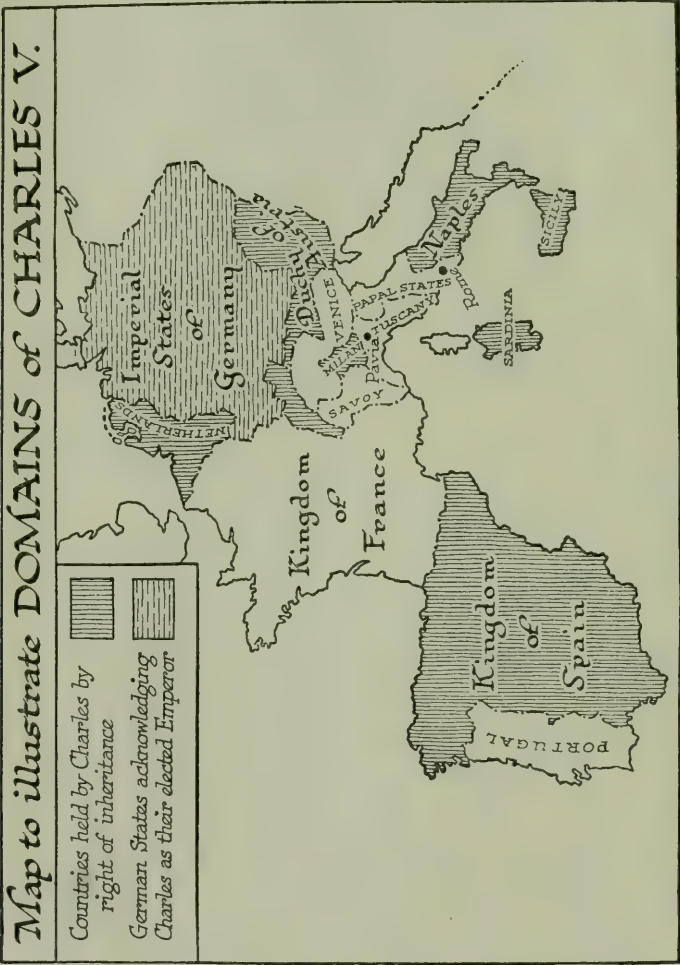 Map to illustrate DOMAINS of CHARLES V.
Countries held by Charles by
right of inheritance
German States acknowledging
Charles as their elected Emperor
Imperial
States
of
Germany
NETHERLANDS
Duchy of
Austria
Kingdom
of
France
SAVOY
MILAN
VENICE
Pavia
TUSCANY
PAPAL STATES
Rome
Naples
SICILY
SARDINIA
Kingdom
of
Spain
PORTUGAL